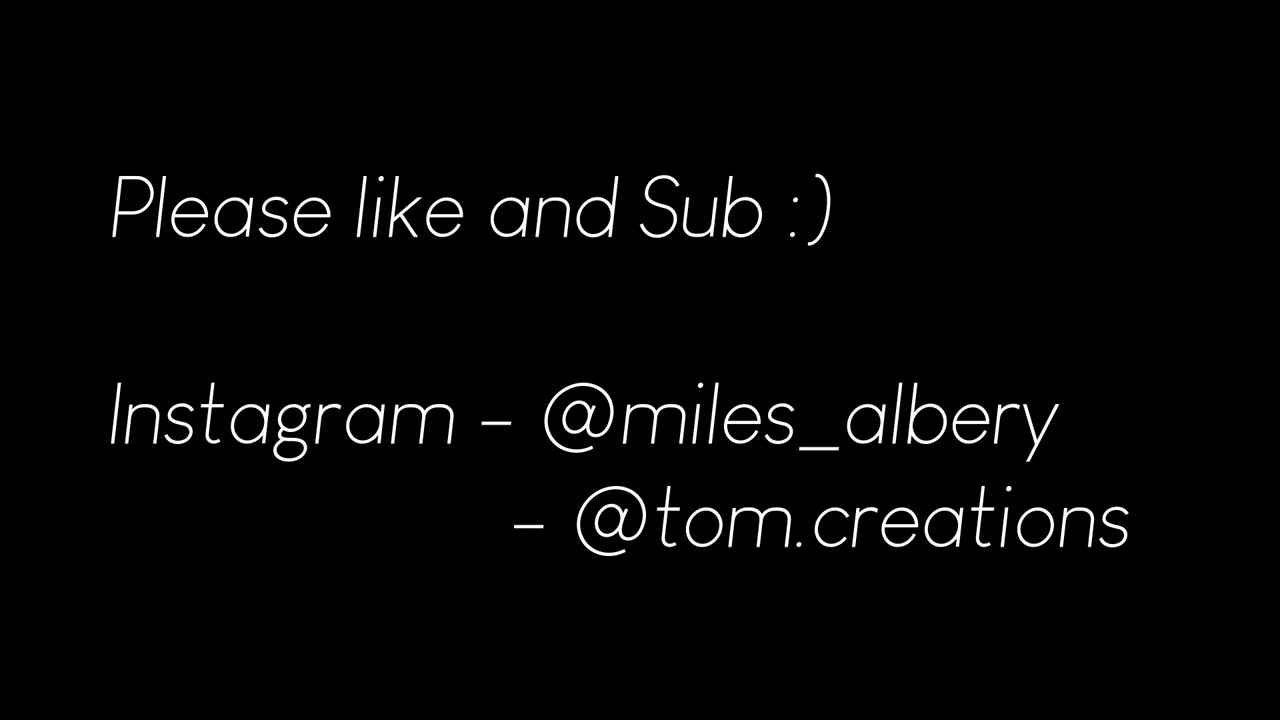 Please like and Sub :)
Instagram - @miles_albery
- @tom.creations